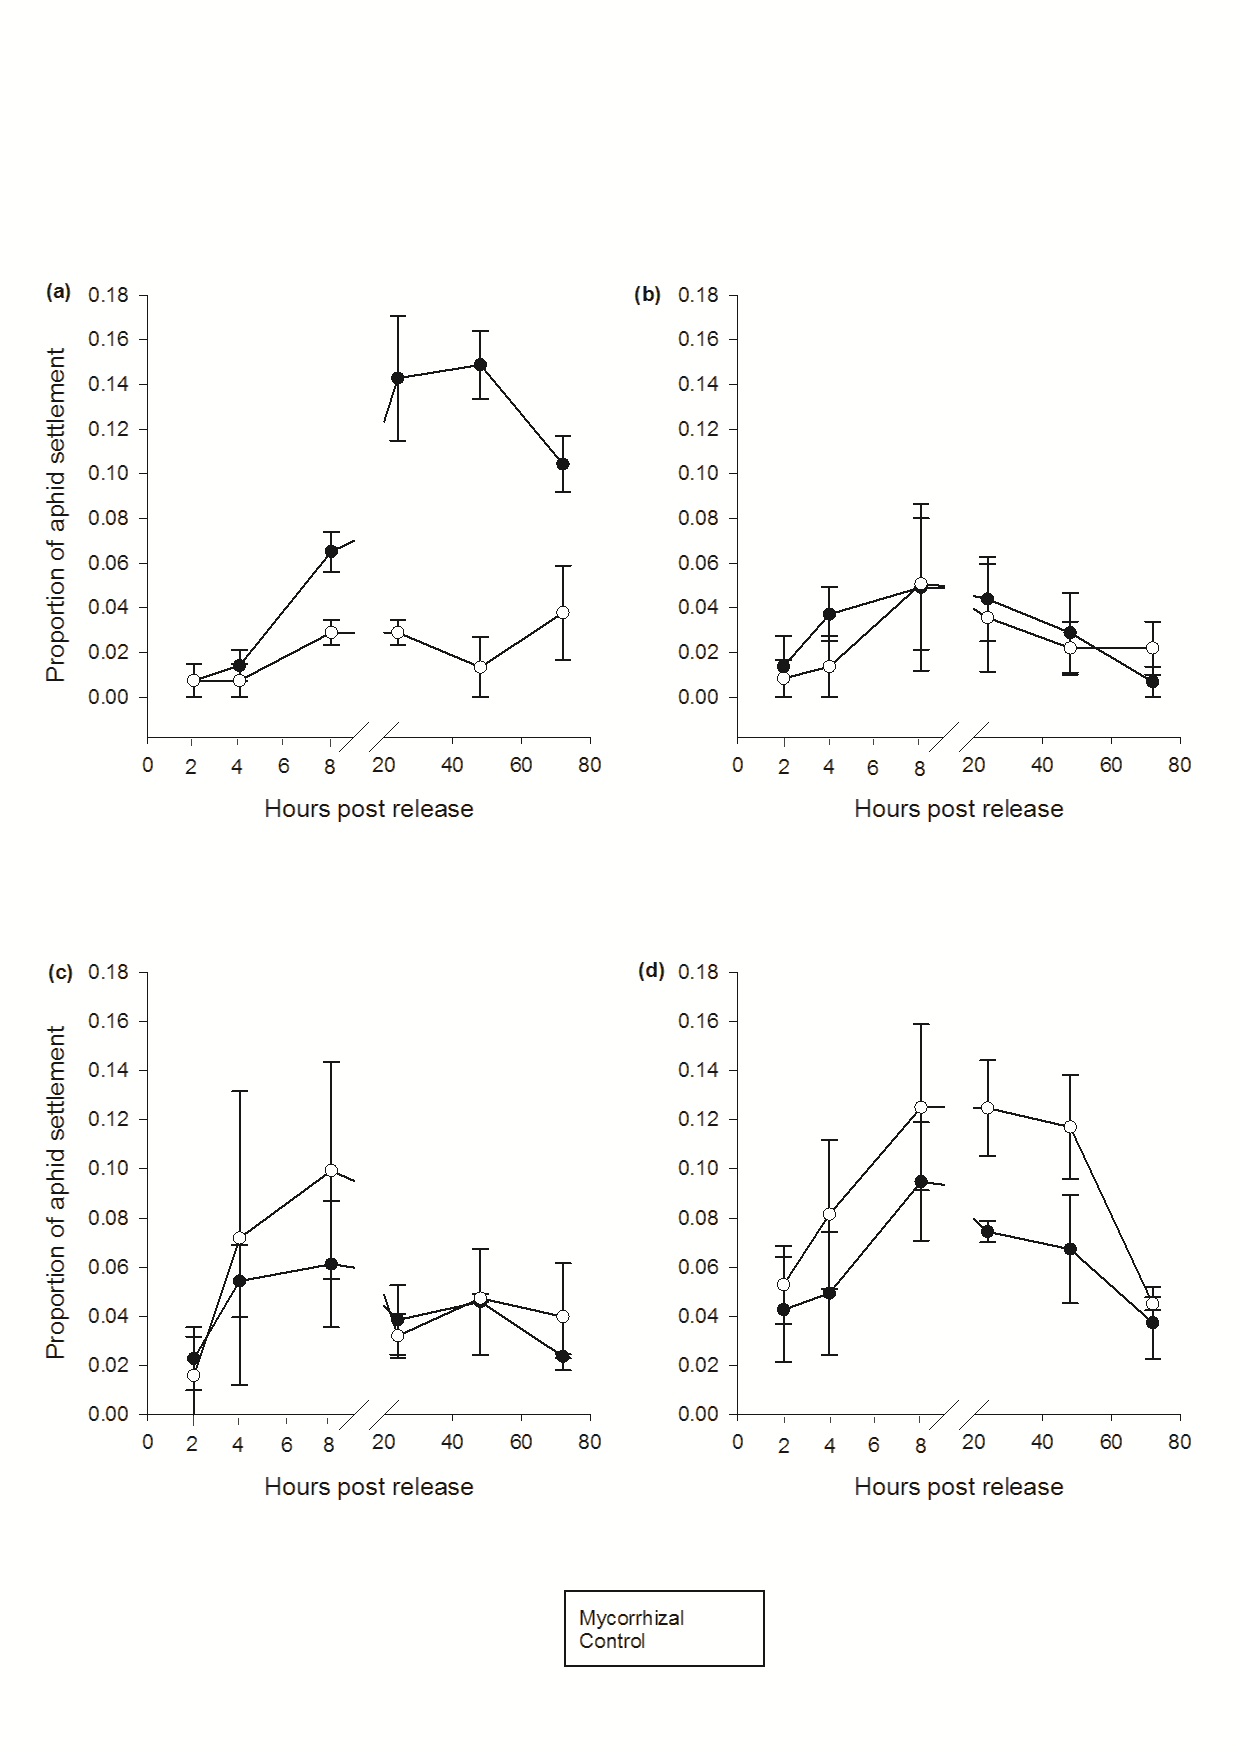 (a)
0.18
0.16
0.14
0.12
0.10
0.08
0.06
0.04
0.02
0.00
Proportion of aphid settlement
0 2 4 6 8 20 40 60 80
Hours post release
(b)
0.18
0.16
0.14
0.12
0.10
0.08
0.06
0.04
0.02
0.00
0 2 4 6 8 20 40 60 80
Hours post release
(c)
0.18
0.16
0.14
0.12
0.10
0.08
0.06
0.04
0.02
0.00
Proportion of aphid settlement
0 2 4 6 8 20 40 60 80
Hours post release
(d)
0.18
0.16
0.14
0.12
0.10
0.08
0.06
0.04
0.02
0.00
0 2 4 6 8 20 40 60 80
Hours post release
Mycorrhizal
Control